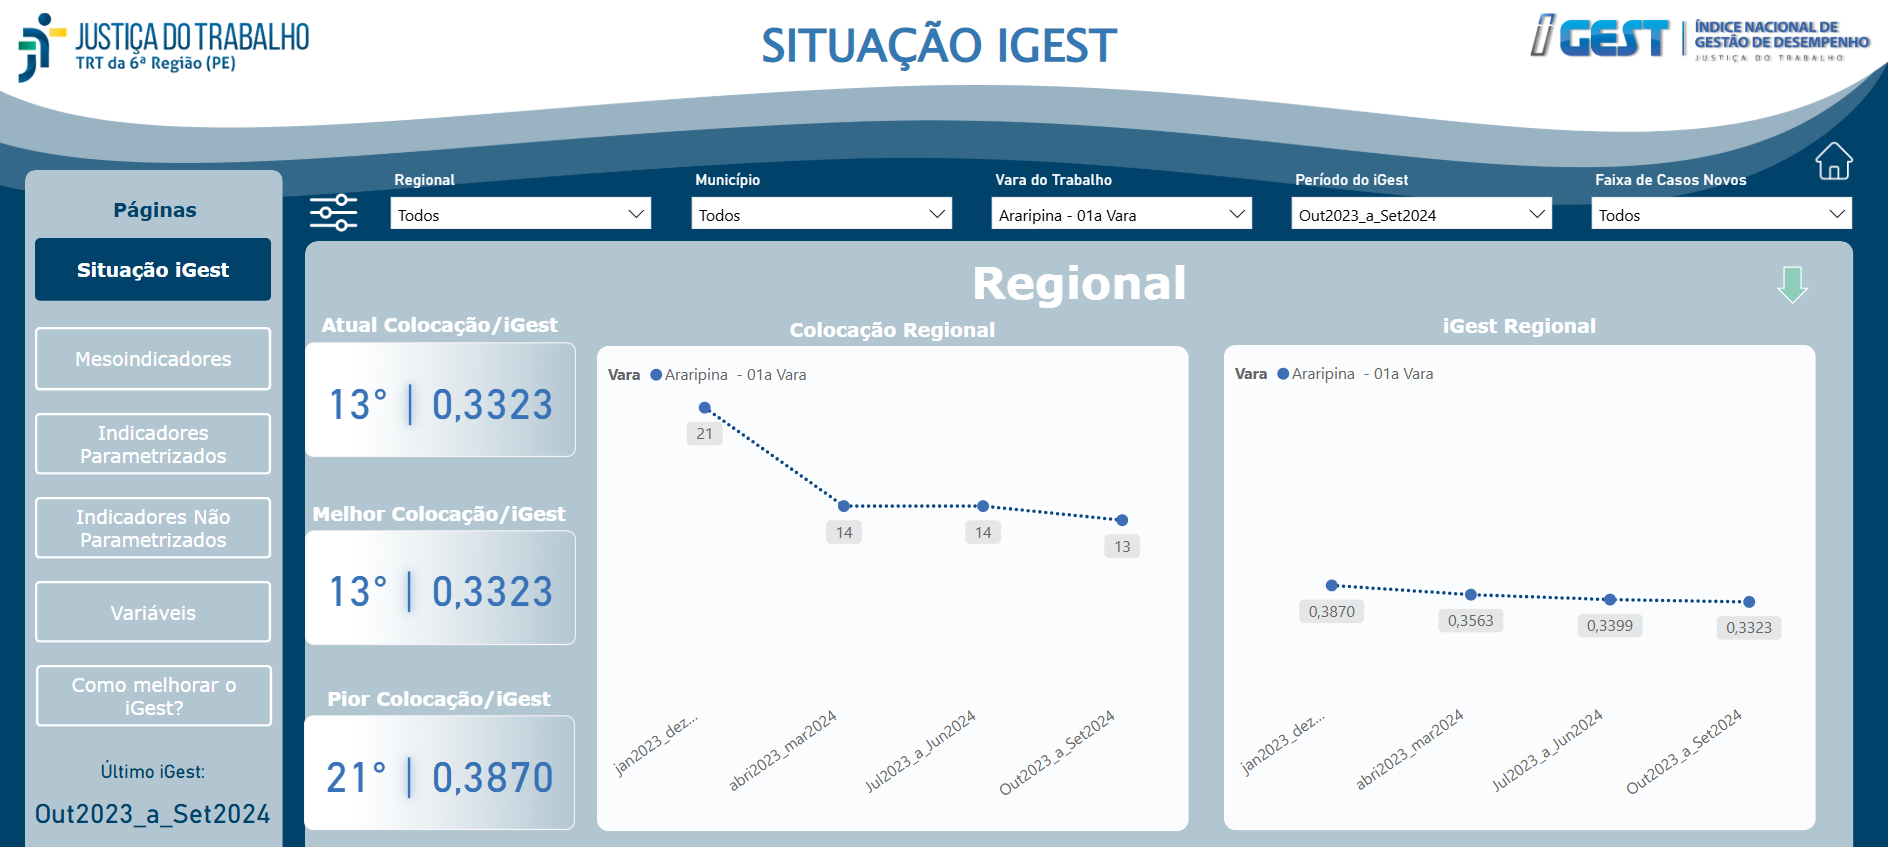 JUSTIÇA DO TRABALHO
TRT da 6ª Região (PE)
SITUAÇÃO IGEST
iGEST
ÍNDICE NACIONAL DE
GESTÃO DE DESEMPENHO
JUSTIÇA DO TRABALHO
Páginas
Situação iGest
Mesoindicadores
Indicadores
Parametrizados
Indicadores Não
Parametrizados
Variáveis
Como melhorar o
iGest?
Último iGest:
Out2023_a_Set2024
Regional
Todos
Município
Todos
Vara do Trabalho
Araripina - 01a Vara
Período do iGest
Out2023_a_Set2024
Faixa de Casos Novos
Todos
Regional
Atual Colocação/iGest
13° | 0,3323
Melhor Colocação/iGest
13° | 0,3323
Pior Colocação/iGest
21° | 0,3870
Colocação Regional
Vara Araripina - 01a Vara
21
14
14
13
jan2023_dez...
abri2023_mar2024
Jul2023_a_Jun2024
Out2023_a_Set2024
iGest Regional
Vara Araripina - 01a Vara
0,3870
0,3563
0,3399
0,3323
jan2023_dez...
abri2023_mar2024
Jul2023_a_Jun2024
Out2023_a_Set2024